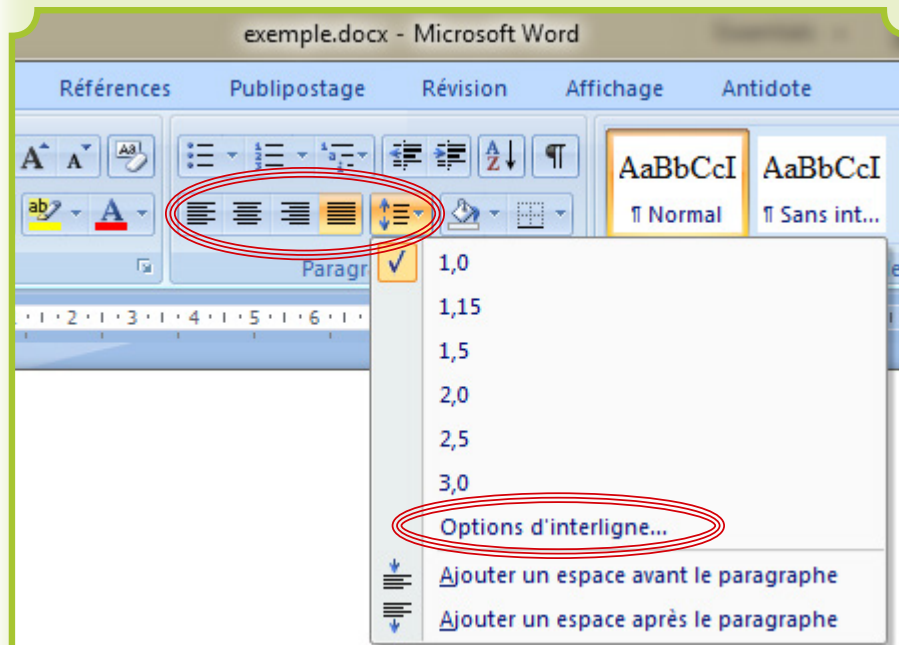 exemple.docx - Microsoft Word
Références Publipostage Révision Affichage Antidote
AaBbCcI AaBbCcI
¶ Normal ¶ Sans int...
Paragr
2 3 4 5 6
1,0
1,15
1,5
2,0
2,5
3,0
Options d'interligne...
Ajouter un espace avant le paragraphe
Ajouter un espace après le paragraphe